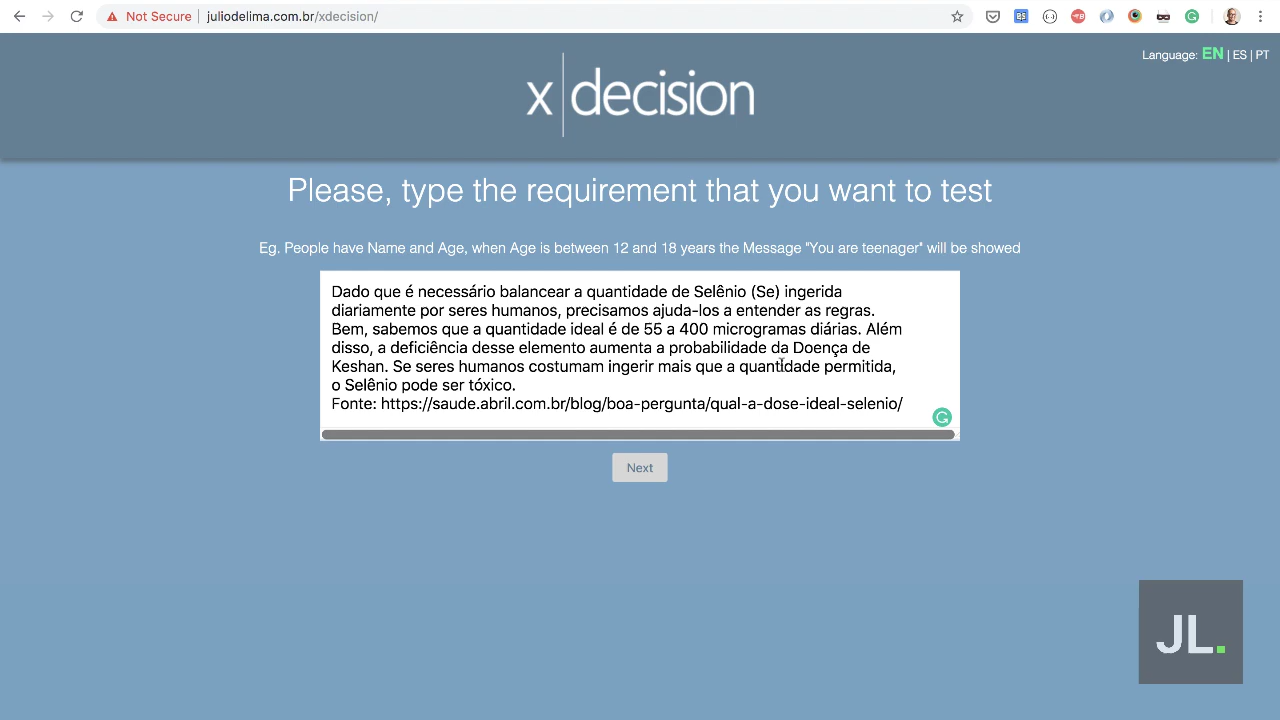 Not Secure
juliodelima.com.br/xdecision/
Language: EN | ES | PT
x|decision
Please, type the requirement that you want to test
Eg. People have Name and Age, when Age is between 12 and 18 years the Message "You are teenager" will be showed
Dado que é necessário balancear a quantidade de Selênio (Se) ingerida
diariamente por seres humanos, precisamos ajuda-los a entender as regras.
Bem, sabemos que a quantidade ideal é de 55 a 400 microgramas diárias. Além
disso, a deficiência desse elemento aumenta a probabilidade da Doença de
Keshan. Se seres humanos costumam ingerir mais que a quantidade permitida,
o Selênio pode ser tóxico.
Fonte: https://saude.abril.com.br/blog/boa-pergunta/qual-a-dose-ideal-selenio/
Next
JL.